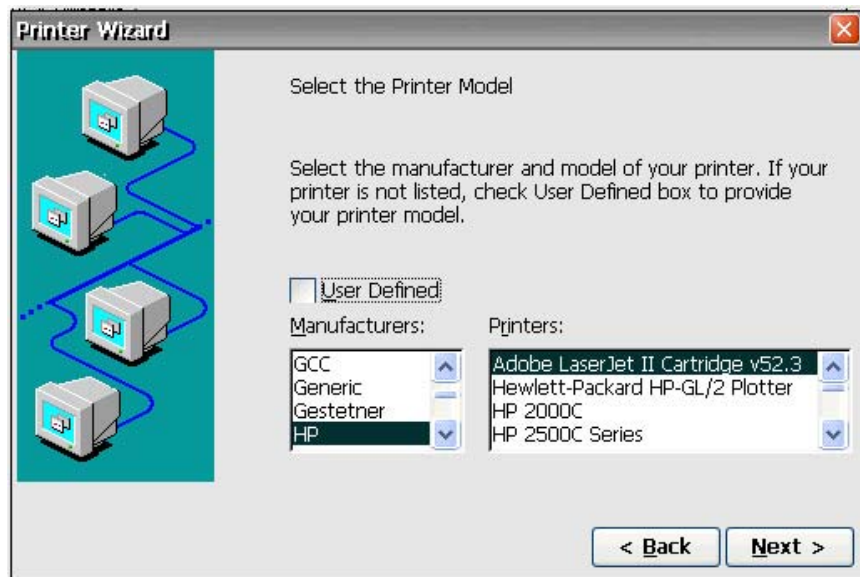 Printer Wizard
Select the Printer Model
Select the manufacturer and model of your printer. If your
printer is not listed, check User Defined box to provide
your printer model.
User Defined
Manufacturers:
Printers:
GCC
Generic
Gestetner
HP
Adobe LaserJet II Cartridge v52.3
Hewlett-Packard HP-GL/2 Plotter
HP 2000C
HP 2500C Series
< Back
Next >